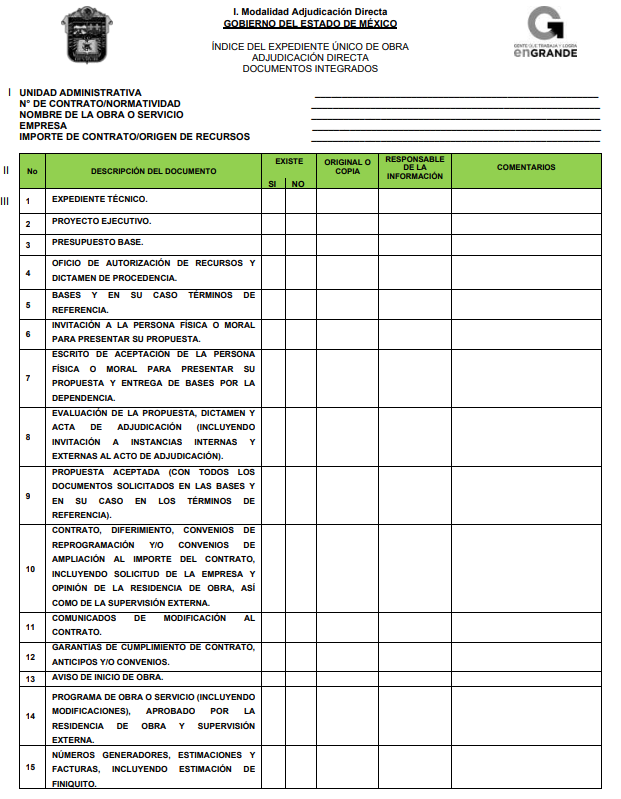 I. Modalidad Adjudicación Directa
GOBIERNO DEL ESTADO DE MÉXICO
ÍNDICE DEL EXPEDIENTE ÚNICO DE OBRA
ADJUDICACIÓN DIRECTA
DOCUMENTOS INTEGRADOS
GENTE QUE TRABAJA Y LOGRA
enGRANDE
I UNIDAD ADMINISTRATIVA
N° DE CONTRATO/NORMATIVIDAD
NOMBRE DE LA OBRA O SERVICIO
EMPRESA
IMPORTE DE CONTRATO/ORIGEN DE RECURSOS
II No DESCRIPCIÓN DEL DOCUMENTO EXISTE SI NO ORIGINAL O COPIA RESPONSABLE DE LA INFORMACIÓN COMENTARIOS
III 1 EXPEDIENTE TÉCNICO.
2 PROYECTO EJECUTIVO.
3 PRESUPUESTO BASE.
4 OFICIO DE AUTORIZACIÓN DE RECURSOS Y
DICTAMEN DE PROCEDENCIA.
5 BASES Y EN SU CASO TÉRMINOS DE
REFERENCIA.
6 INVITACIÓN A LA PERSONA FÍSICA O MORAL
PARA PRESENTAR SU PROPUESTA.
7 ESCRITO DE ACEPTACIÓN DE LA PERSONA
FÍSICA O MORAL PARA PRESENTAR SU
PROPUESTA Y ENTREGA DE BASES POR LA
DEPENDENCIA.
8 EVALUACIÓN DE LA PROPUESTA, DICTAMEN Y
ACTA DE ADJUDICACIÓN (INCLUYENDO
INVITACIÓN A INSTANCIAS INTERNAS Y
EXTERNAS AL ACTO DE ADJUDICACIÓN).
9 PROPUESTA ACEPTADA (CON TODOS LOS
DOCUMENTOS SOLICITADOS EN LAS BASES Y
EN SU CASO EN LOS TÉRMINOS DE
REFERENCIA).
10 CONTRATO, DIFERIMIENTO, CONVENIOS DE
REPROGRAMACIÓN Y/O CONVENIOS DE
AMPLIACIÓN AL IMPORTE DEL CONTRATO,
INCLUYENDO SOLICITUD DE LA EMPRESA Y
OPINIÓN DE LA RESIDENCIA DE OBRA, ASÍ
COMO DE LA SUPERVISIÓN EXTERNA.
11 COMUNICADOS DE MODIFICACIÓN AL
CONTRATO.
12 GARANTÍAS DE CUMPLIMIENTO DE CONTRATO,
ANTICIPOS Y/O CONVENIOS.
13 AVISO DE INICIO DE OBRA.
14 PROGRAMA DE OBRA O SERVICIO (INCLUYENDO
MODIFICACIONES), APROBADO POR LA
RESIDENCIA DE OBRA Y SUPERVISIÓN
EXTERNA.
15 NÚMEROS GENERADORES, ESTIMACIONES Y
FACTURAS, INCLUYENDO ESTIMACIÓN DE
FINIQUITO.